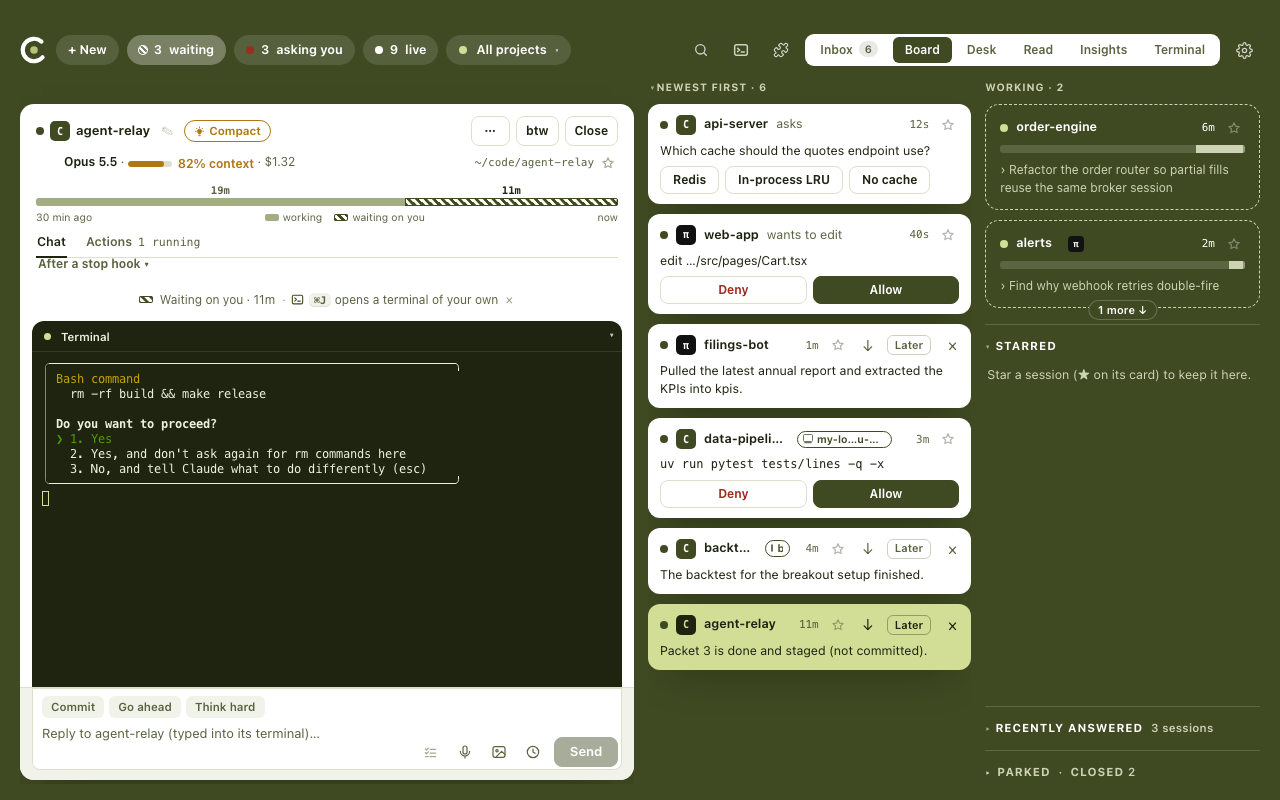 + New
3 waiting
3 asking you
9 live
All projects
Inbox 6
Board
Desk
Read
Insights
Terminal
C agent-relay
Compact
···
btw
Close
Opus 5.5 · 82% context · $1.32
~/code/agent-relay
19m
11m
30 min ago
working
waiting on you
now
Chat
Actions 1 running
After a stop hook
Waiting on you · 11m · ⌘J opens a terminal of your own ×
Terminal
Bash command
rm -rf build && make release
Do you want to proceed?
❯ 1. Yes
2. Yes, and don't ask again for rm commands here
3. No, and tell Claude what to do differently (esc)
Commit
Go ahead
Think hard
Reply to agent-relay (typed into its terminal)…
Send
NEWEST FIRST · 6
C api-server asks 12s
Which cache should the quotes endpoint use?
Redis
In-process LRU
No cache
π web-app wants to edit 40s
edit …/src/pages/Cart.tsx
Deny
Allow
π filings-bot 1m ↓ Later ×
Pulled the latest annual report and extracted the
KPIs into kpis.
C data-pipeli… my-lo…u-… 3m
uv run pytest tests/lines -q -x
Deny
Allow
C backt… 4m ↓ Later ×
The backtest for the breakout setup finished.
C agent-relay 11m ↓ Later ×
Packet 3 is done and staged (not committed).
WORKING · 2
order-engine 6m
› Refactor the order router so partial fills
reuse the same broker session
alerts π 2m
› Find why webhook retries double-fire
1 more ↓
STARRED
Star a session (★ on its card) to keep it here.
RECENTLY ANSWERED 3 sessions
PARKED · CLOSED 2